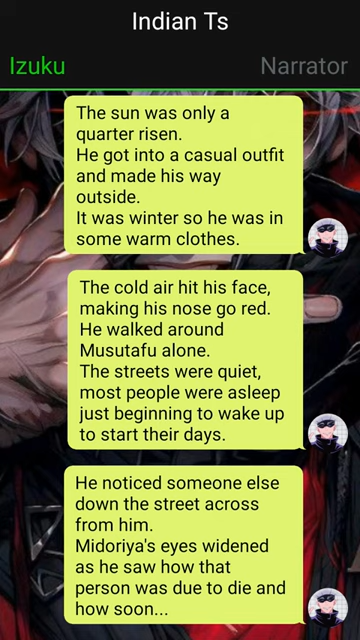 Indian Ts
Izuku
Narrator
The sun was only a
quarter risen.
He got into a casual outfit
and made his way
outside.
It was winter so he was in
some warm clothes.
The cold air hit his face,
making his nose go red.
He walked around
Musutafu alone.
The streets were quiet,
most people were asleep
just beginning to wake up
to start their days.
He noticed someone else
down the street across
from him.
Midoriya's eyes widened
as he saw how that
person was due to die and
how soon...